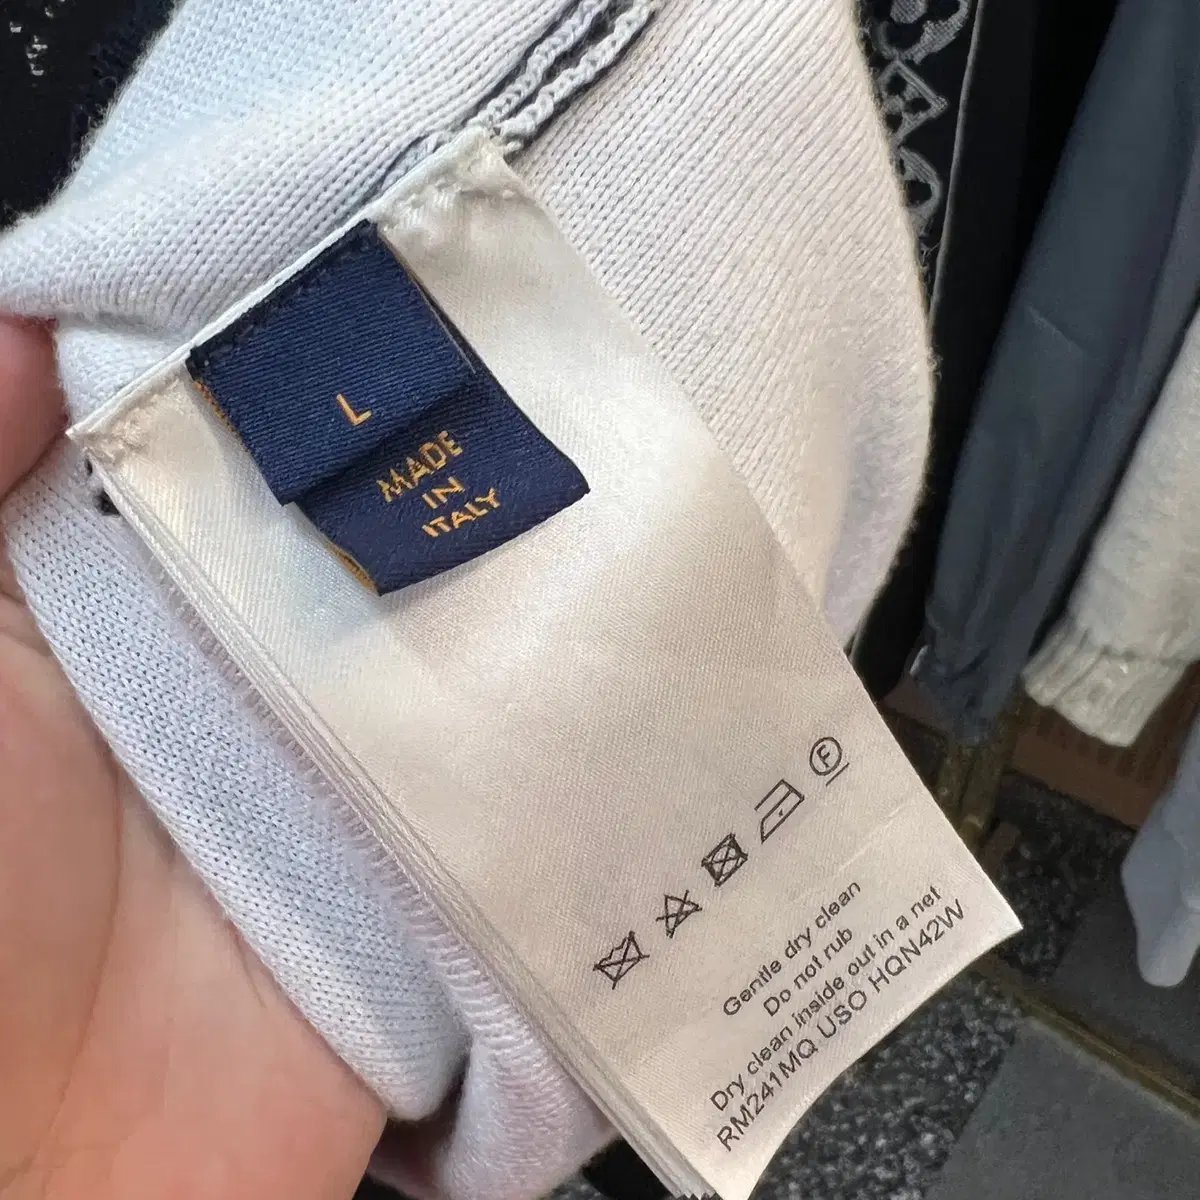 L
MADE
IN
ITALY
F
Gentle dry clean
Do not rub
Dry clean inside out in a net
RM241MQ USO HQN42W